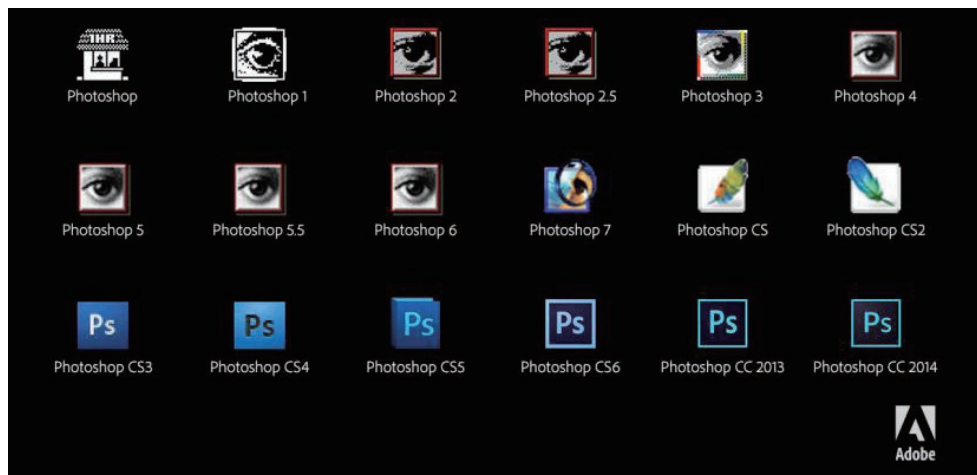 1HR
Photoshop
Photoshop 1
Photoshop 2
Photoshop 2.5
Photoshop 3
Photoshop 4
Photoshop 5
Photoshop 5.5
Photoshop 6
Photoshop 7
Photoshop CS
Photoshop CS2
Ps
Ps
Ps
Ps
Ps
Ps
Photoshop CS3
Photoshop CS4
Photoshop CS5
Photoshop CS6
Photoshop CC 2013
Photoshop CC 2014
Adobe